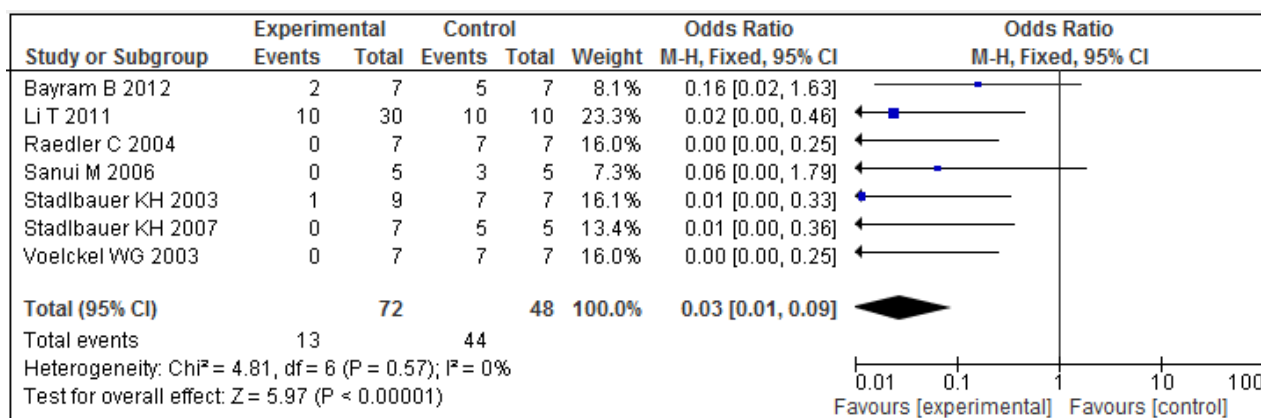 Experimental Control Odds Ratio Odds Ratio
Study or Subgroup Events Total Events Total Weight M-H, Fixed, 95% CI M-H, Fixed, 95% CI
Bayram B 2012 2 7 5 7 8.1% 0.16 [0.02, 1.63]
Li T 2011 10 30 10 10 23.3% 0.02 [0.00, 0.46]
Raedler C 2004 0 7 7 7 16.0% 0.00 [0.00, 0.25]
Sanui M 2006 0 5 3 5 7.3% 0.06 [0.00, 1.79]
Stadlbauer KH 2003 1 9 7 7 16.1% 0.01 [0.00, 0.33]
Stadlbauer KH 2007 0 7 5 5 13.4% 0.01 [0.00, 0.36]
Voelckel WG 2003 0 7 7 7 16.0% 0.00 [0.00, 0.25]
Total (95% CI) 72 48 100.0% 0.03 [0.01, 0.09]
Total events 13 44
Heterogeneity: Chi² = 4.81, df = 6 (P = 0.57); I² = 0%
Test for overall effect: Z = 5.97 (P < 0.00001)
0.01 0.1 1 10 100
Favours [experimental] Favours [control]